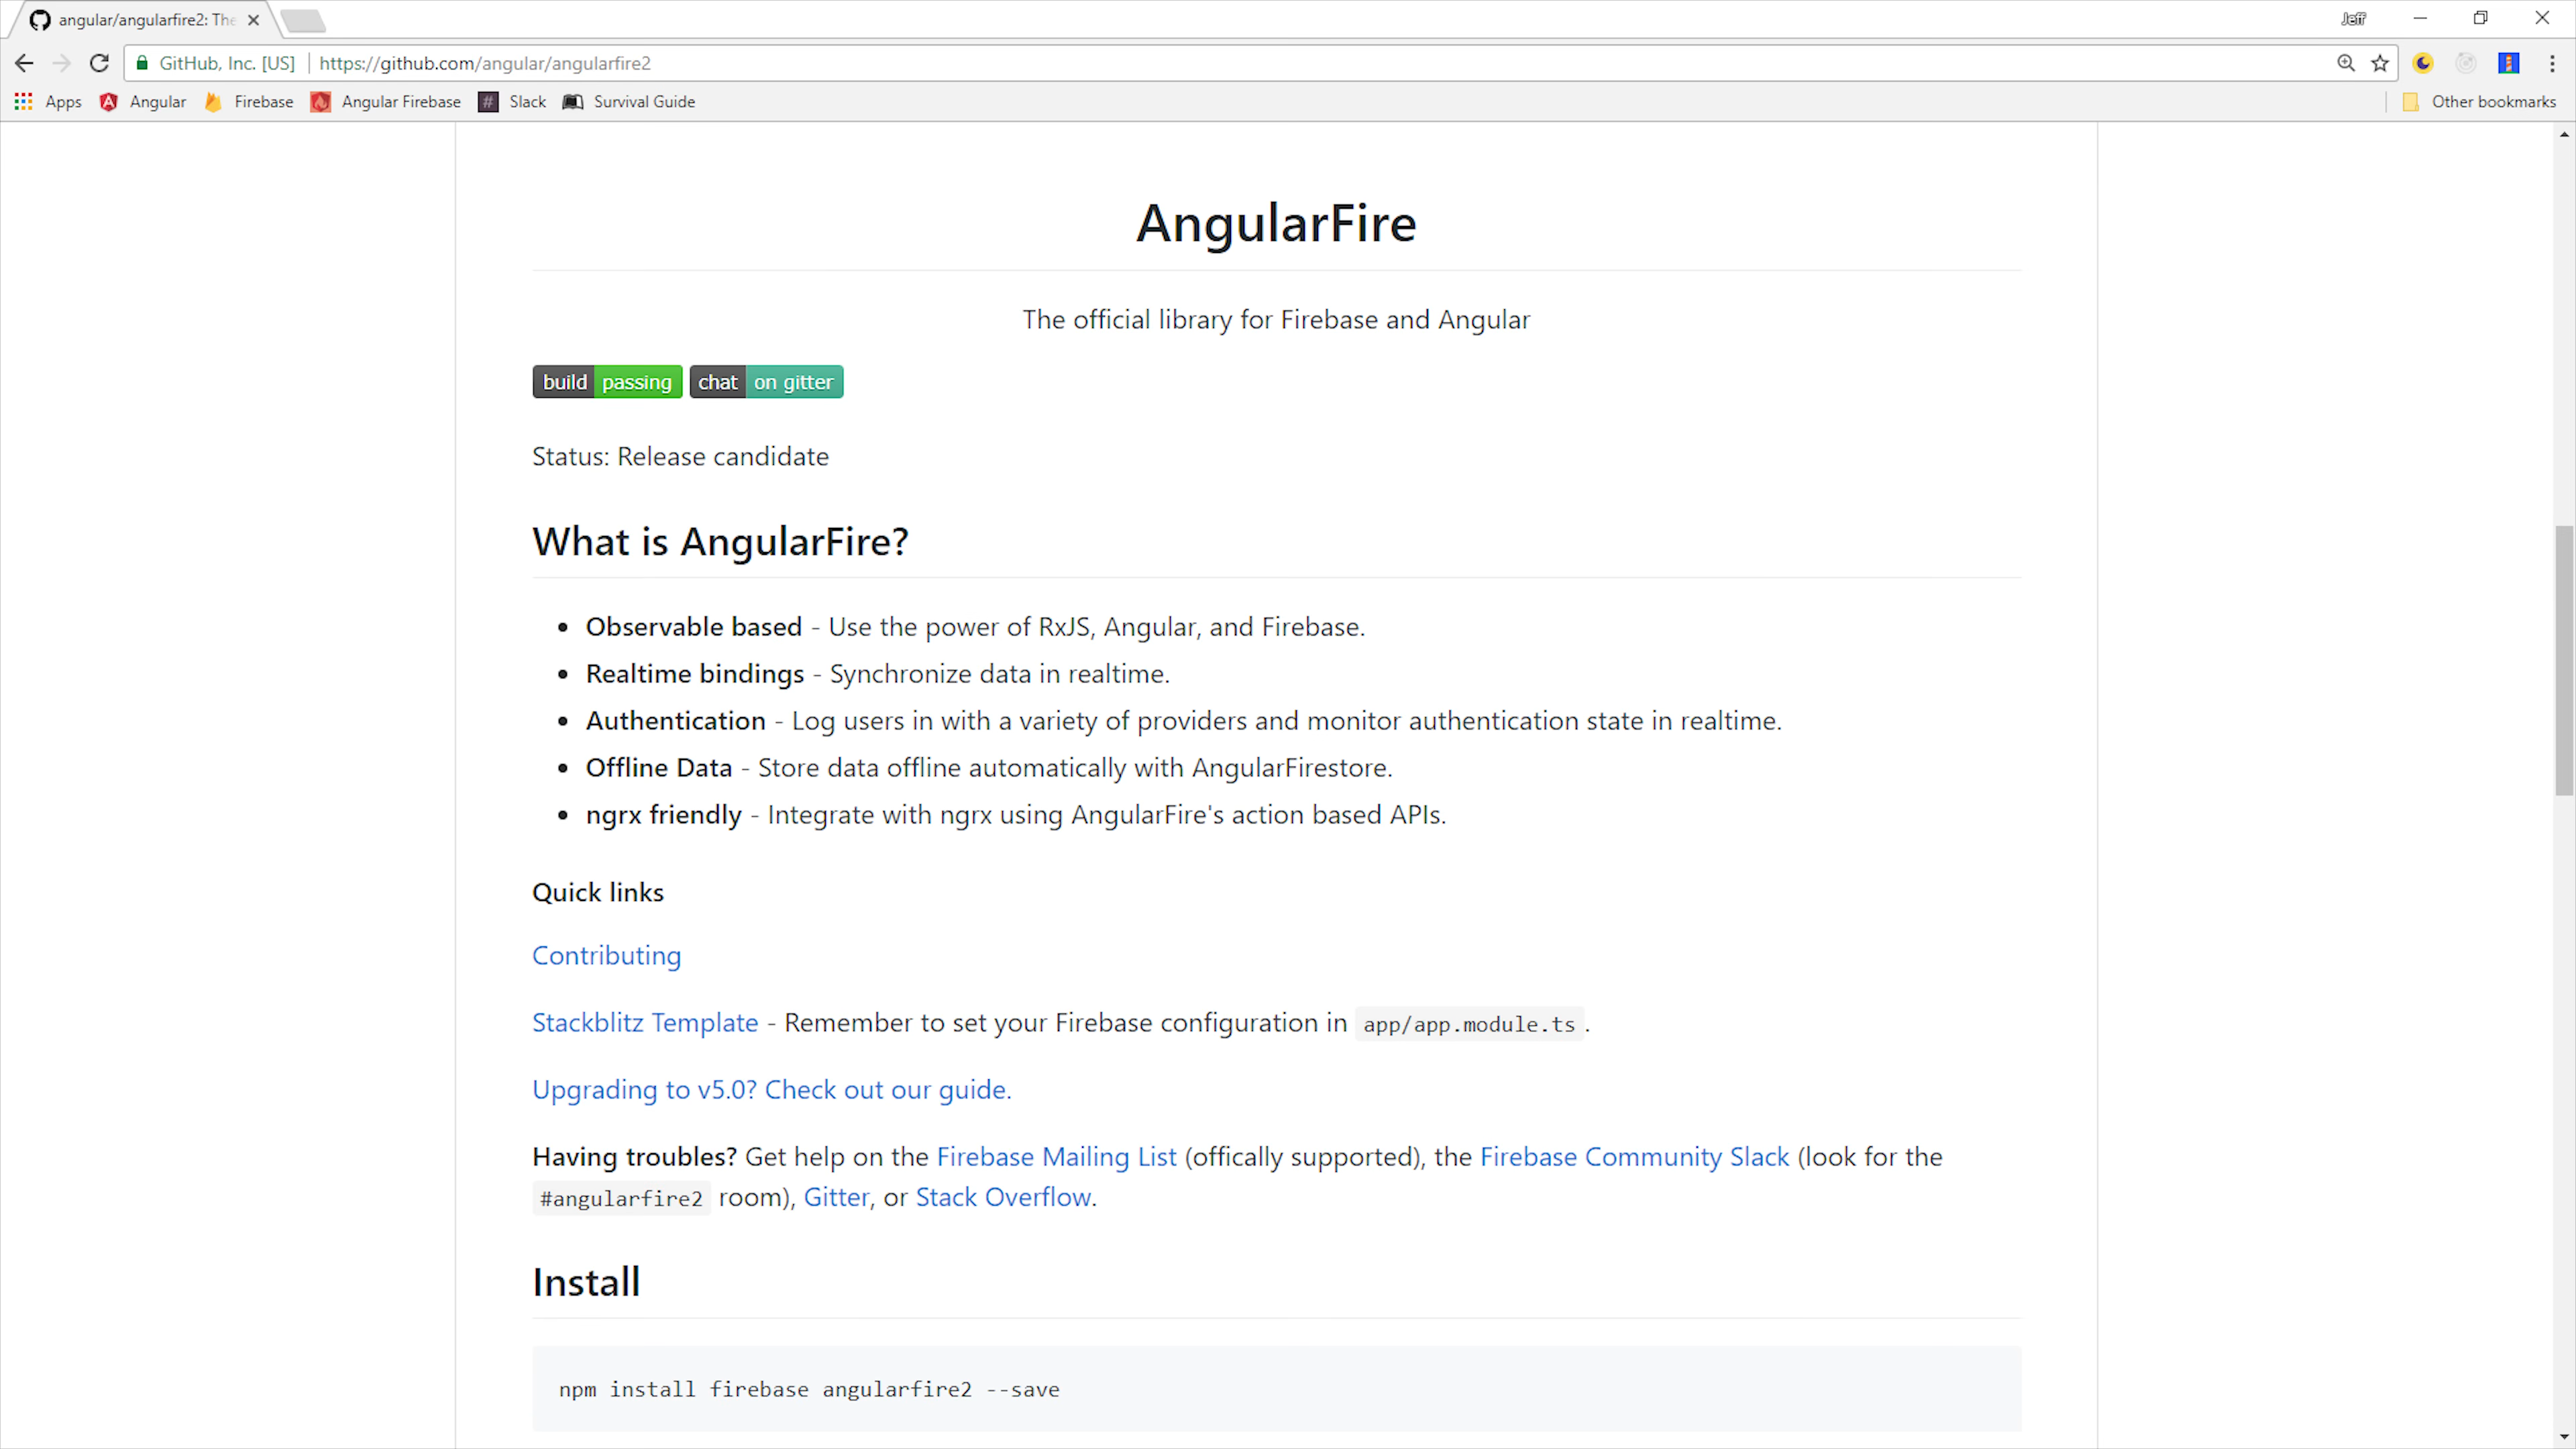 angular/angularfire2: The
Jeff
GitHub, Inc. [US] https://github.com/angular/angularfire2
Apps Angular Firebase Angular Firebase # Slack Survival Guide Other bookmarks
AngularFire
The official library for Firebase and Angular
build passing chat on gitter
Status: Release candidate
What is AngularFire?
• Observable based - Use the power of RxJS, Angular, and Firebase.
• Realtime bindings - Synchronize data in realtime.
• Authentication - Log users in with a variety of providers and monitor authentication state in realtime.
• Offline Data - Store data offline automatically with AngularFirestore.
• ngrx friendly - Integrate with ngrx using AngularFire's action based APIs.
Quick links
Contributing
Stackblitz Template - Remember to set your Firebase configuration in app/app.module.ts .
Upgrading to v5.0? Check out our guide.
Having troubles? Get help on the Firebase Mailing List (offically supported), the Firebase Community Slack (look for the
#angularfire2 room), Gitter, or Stack Overflow.
Install
npm install firebase angularfire2 --save